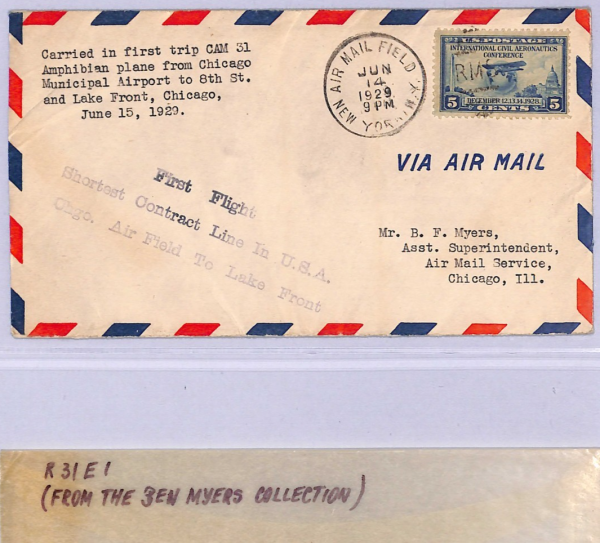 Carried in first trip CAM 31
Amphibian plane from Chicago
Municipal Airport to 8th St.
and Lake Front, Chicago,
June 15, 1929.
AIR MAIL FIELD
NEW YORK, N.Y.
JUN
14
1929
9 PM
U.S. POSTAGE
INTERNATIONAL CIVIL AERONAUTICS
CONFERENCE
5 DECEMBER 12.13.14.1928. 5
CENTS
VIA AIR MAIL
First Flight
Shortest Contract Line In U.S.A.
Chgo. Air Field To Lake Front
Mr. B. F. Myers,
Asst. Superintendent,
Air Mail Service,
Chicago, Ill.
R 31 E 1
(FROM THE BEN MYERS COLLECTION)